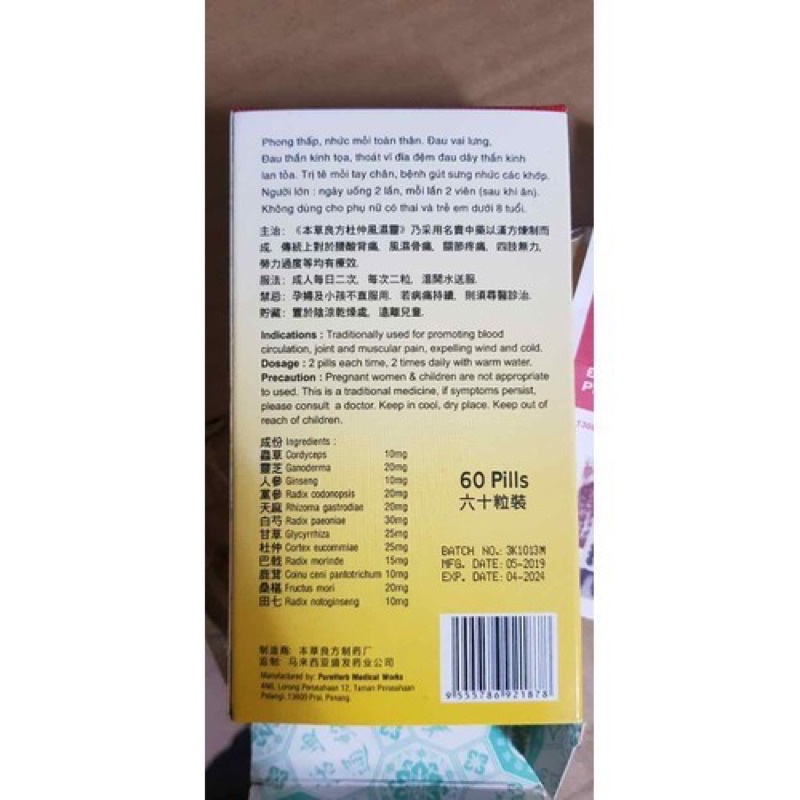 Phong thấp, nhức mỏi toàn thân. Đau vai lưng,
Đau thần kinh tọa, thoát vĩ đĩa đệm đau dây thần kinh
lan tỏa. Trị tê mỏi tay chân, bệnh gút sưng nhức các khớp.
Người lớn : ngày uống 2 lần, mỗi lần 2 viên (sau khi ăn).
Không dùng cho phụ nữ có thai và trẻ em dưới 8 tuổi.
主治：《本草良方杜仲風濕靈》乃采用名貴中藥以漢方煉制而
成. 傳統上對於腰酸背痛, 風濕骨痛, 關節疼痛, 四肢無力,
勞力過度等均有療效.
服法：成人每日二次, 每次二粒, 溫開水送服.
禁忌：孕婦及小孩不宜服用. 若病痛持續, 則須尋醫診治.
貯藏：置於陰涼乾燥處, 遠離兒童.
Indications : Traditionally used for promoting blood
circulation, joint and muscular pain, expelling wind and cold.
Dosage : 2 pills each time, 2 times daily with warm water.
Precaution : Pregnant women & children are not appropriate
to used. This is a traditional medicine, if symptoms persist,
please consult a doctor. Keep in cool, dry place. Keep out of
reach of children.
成份 Ingredients :
蟲草 Cordyceps 10mg
靈芝 Ganoderma 20mg
人參 Ginseng 10mg
黨參 Radix codonopsis 20mg
天麻 Rhizoma gastrodiae 20mg
白芍 Radix paeoniae 30mg
甘草 Glycyrrhiza 25mg
杜仲 Cortex eucommiae 25mg
巴戟 Radix morinde 15mg
鹿茸 Coinu ceni pantotrichum 10mg
桑椹 Fructus mori 20mg
田七 Radix notoginseng 10mg
60 Pills
六十粒裝
BATCH NO.: 3K1013M
MFG. DATE: 05-2019
EXP. DATE: 04-2024
制造商：本草良方制药厂
监制：马来西亚盛发药业公司
Manufactured by: PureHerb Medical Works
4N6, Lorong Perusahaan 12, Taman Perusahaan
Pelangi, 13600 Prai, Penang.
9 555786 921878